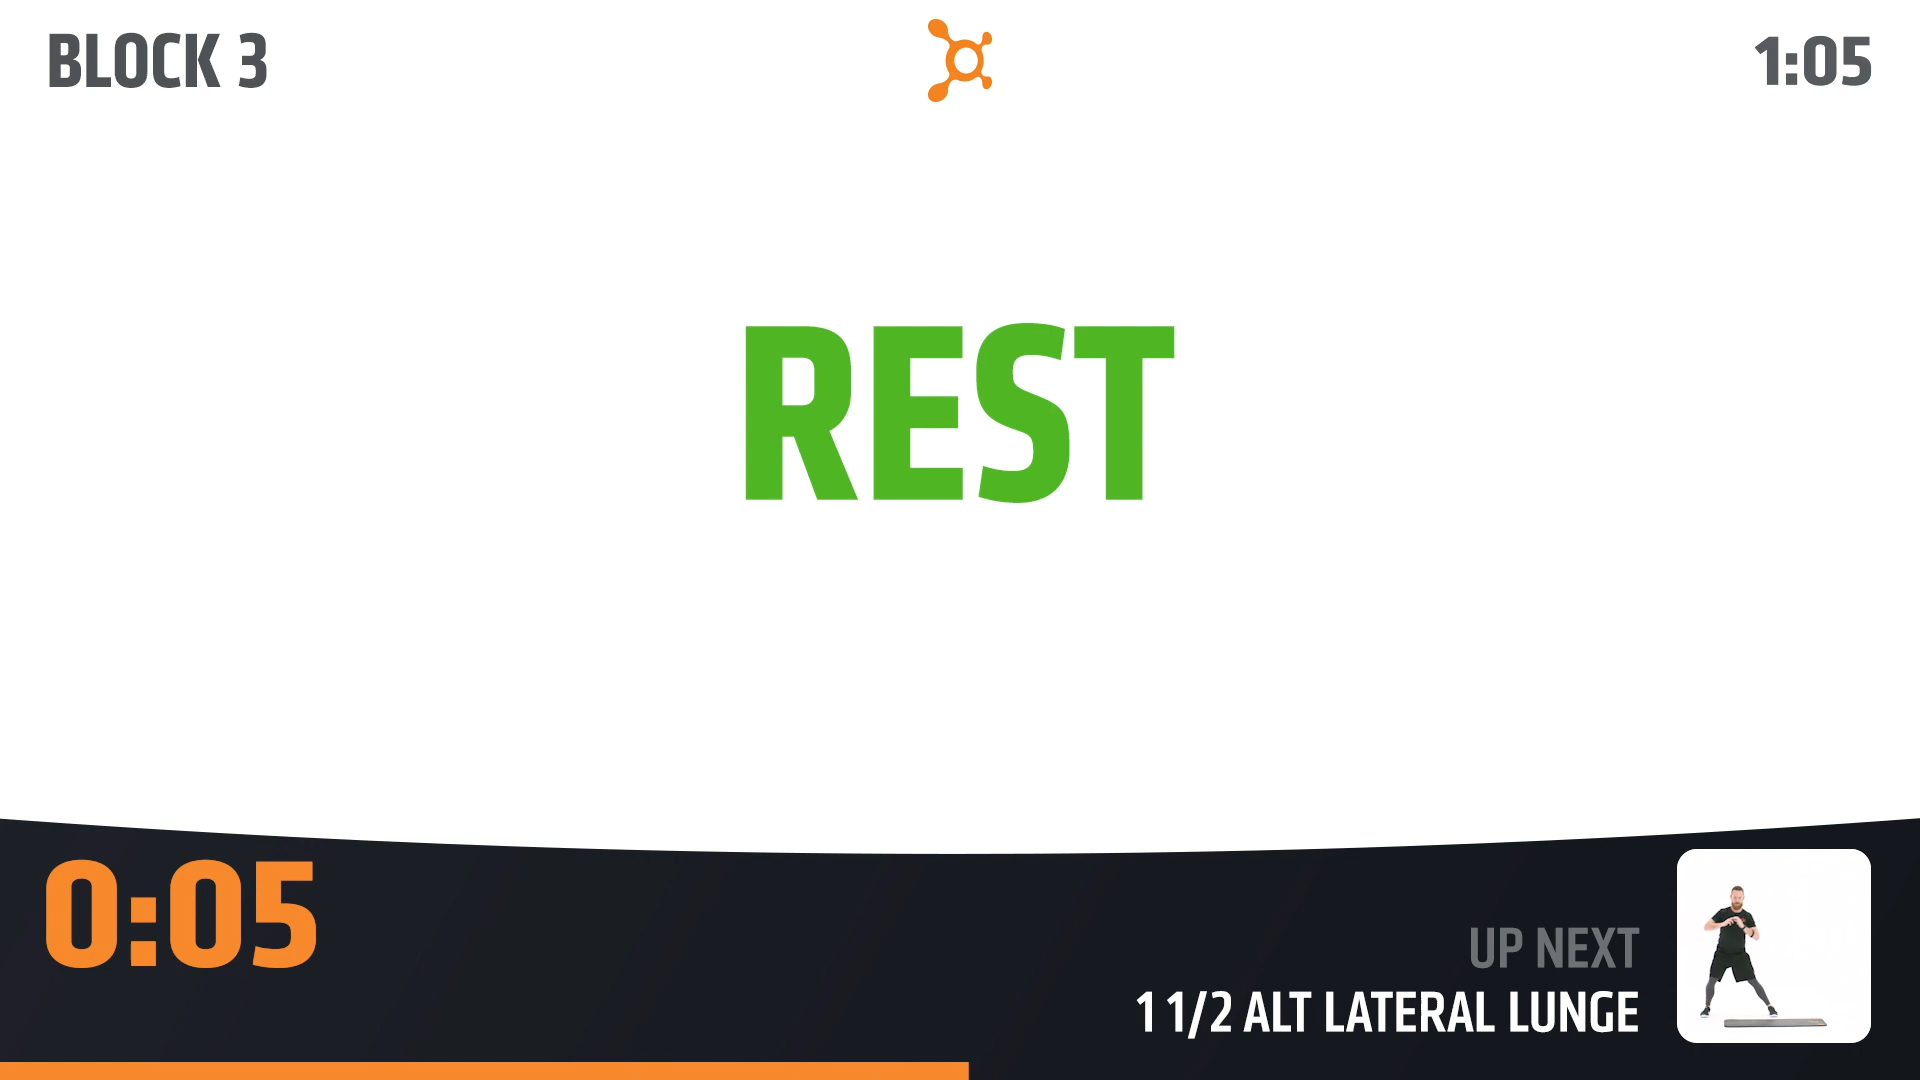 BLOCK 3
1:05
REST
0:05
UP NEXT
1 1/2 ALT LATERAL LUNGE